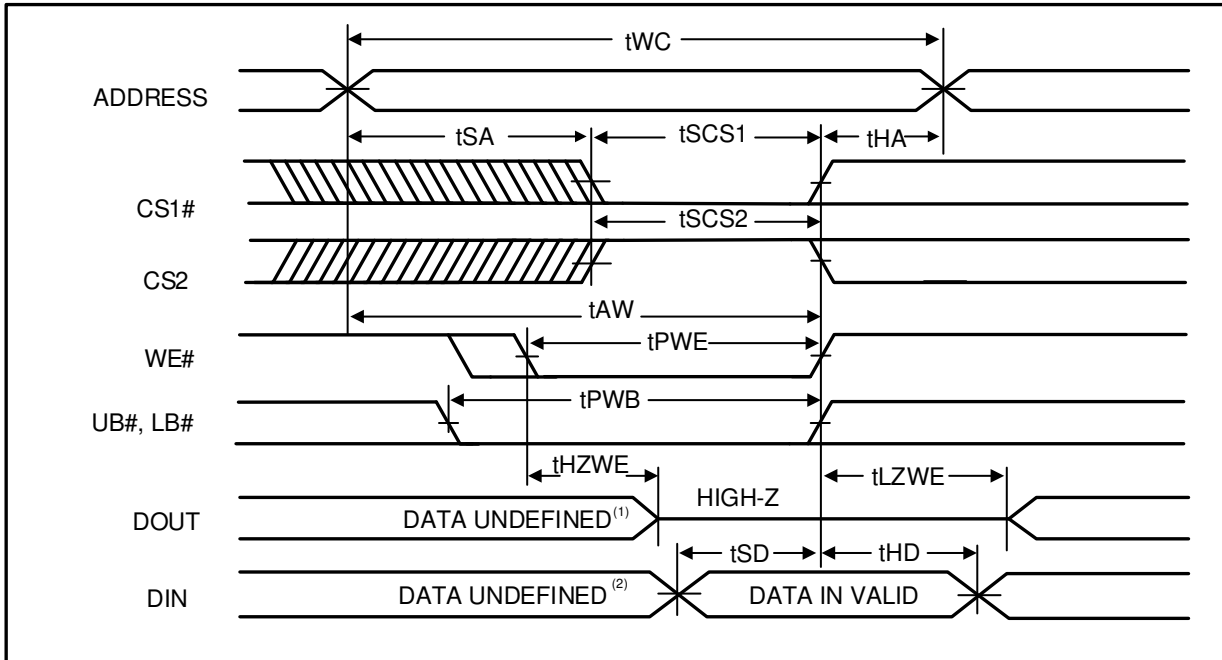 tWC
ADDRESS
tSA
tSCS1
tHA
CS1#
tSCS2
CS2
tAW
WE#
tPWE
tPWB
UB#, LB#
tHZWE
tLZWE
HIGH-Z
DOUT
DATA UNDEFINED(1)
tSD
tHD
DIN
DATA UNDEFINED (2)
DATA IN VALID